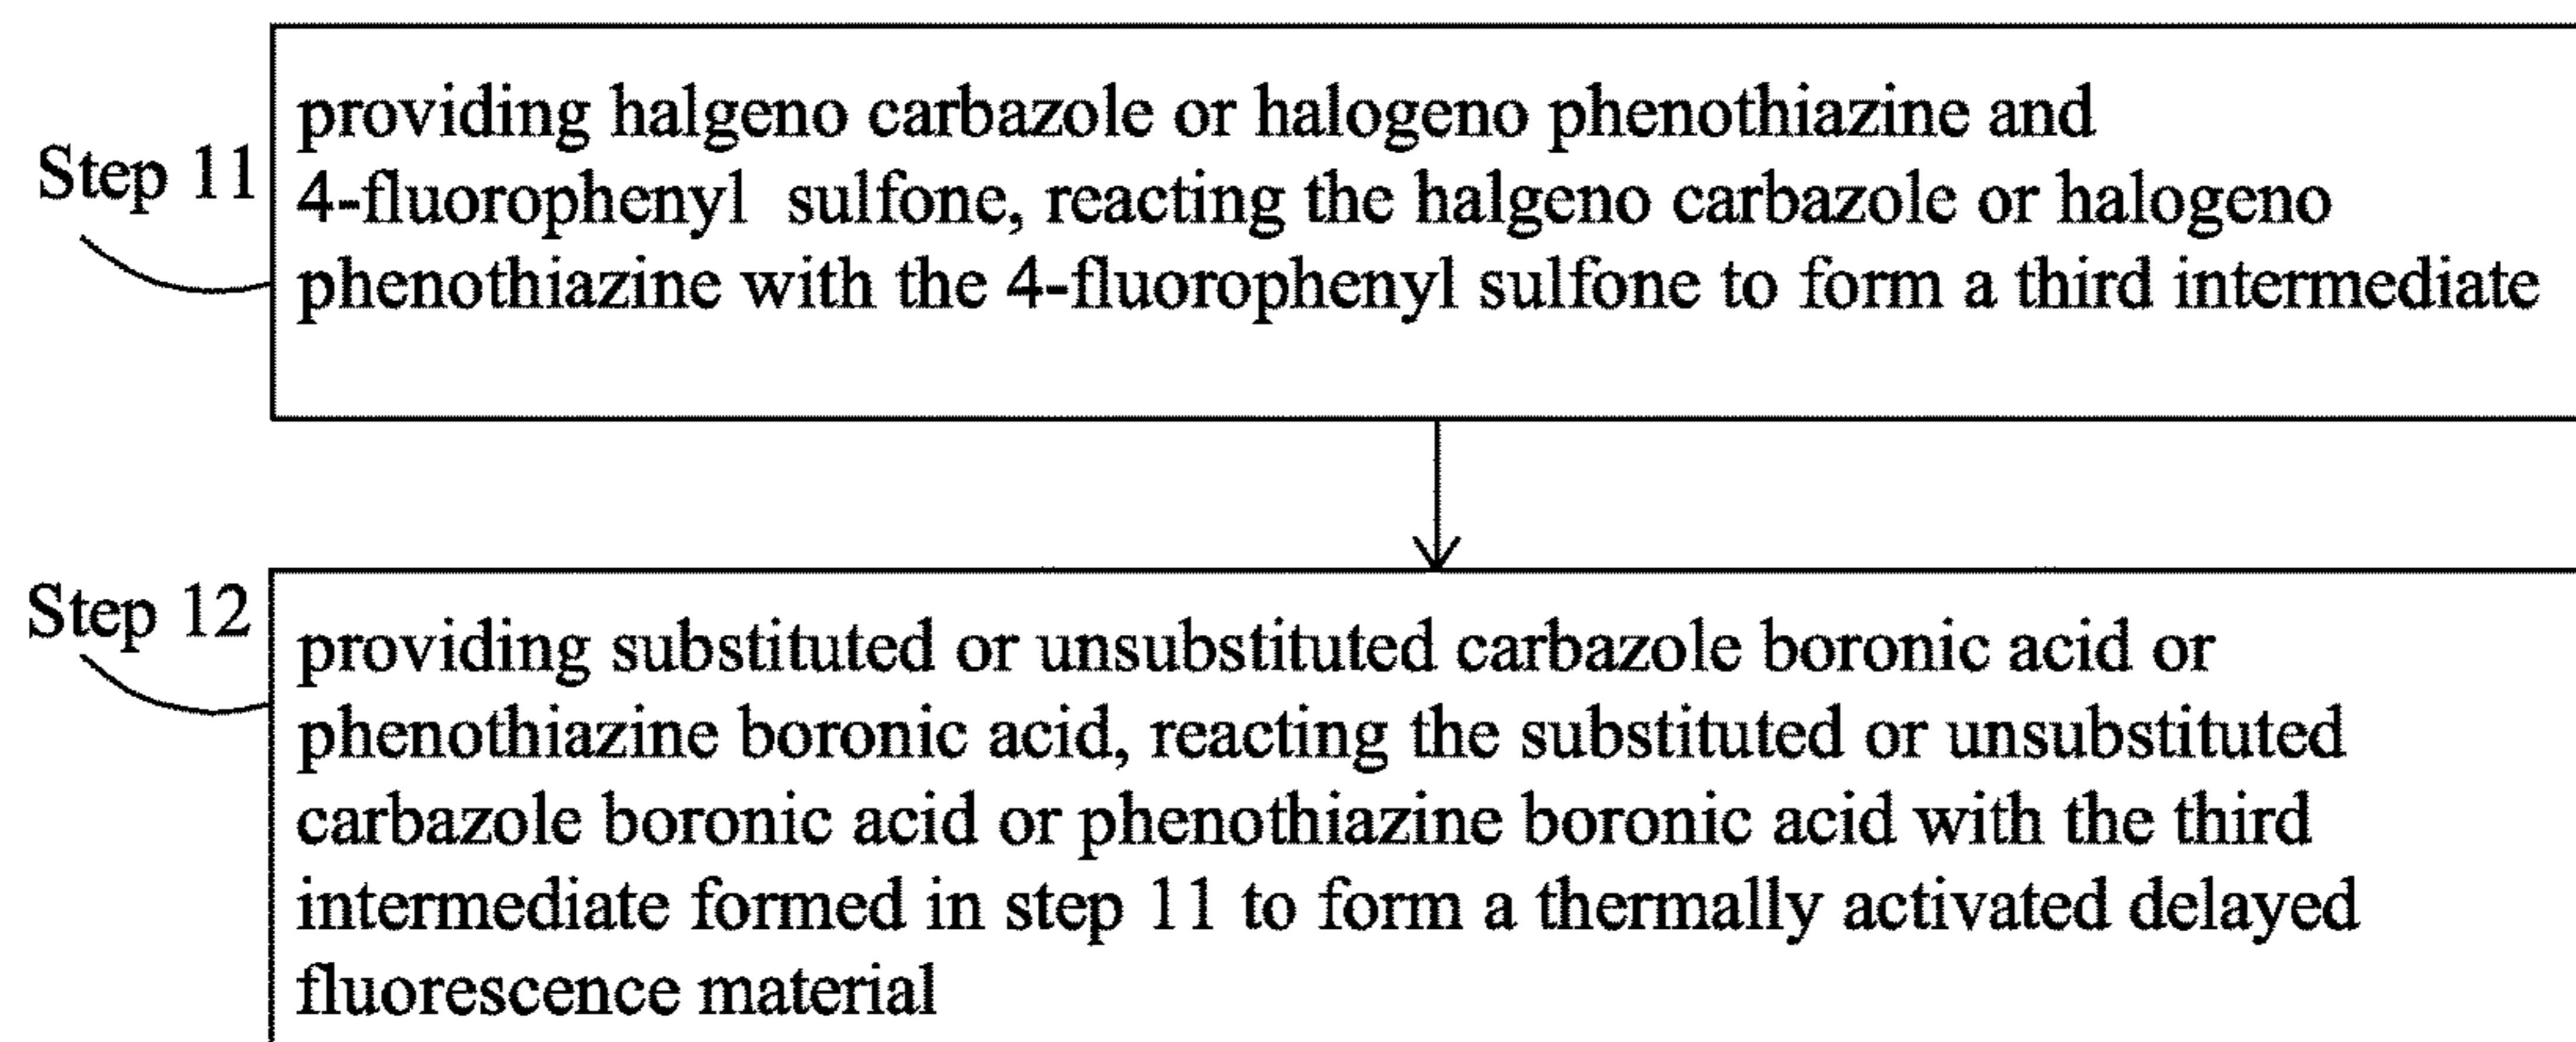 Step 11
providing halgeno carbazole or halogeno phenothiazine and
4-fluorophenyl sulfone, reacting the halgeno carbazole or halogeno
phenothiazine with the 4-fluorophenyl sulfone to form a third intermediate
Step 12
providing substituted or unsubstituted carbazole boronic acid or
phenothiazine boronic acid, reacting the substituted or unsubstituted
carbazole boronic acid or phenothiazine boronic acid with the third
intermediate formed in step 11 to form a thermally activated delayed
fluorescence material